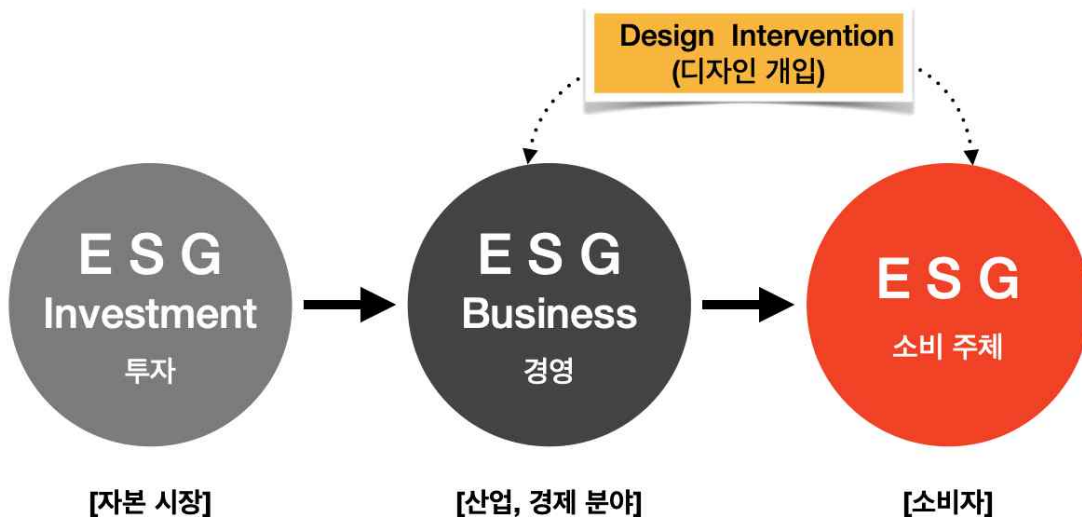 Design Intervention
(디자인 개입)
E S G
Investment
투자
E S G
Business
경영
E S G
소비 주체
[자본 시장]
[산업, 경제 분야]
[소비자]